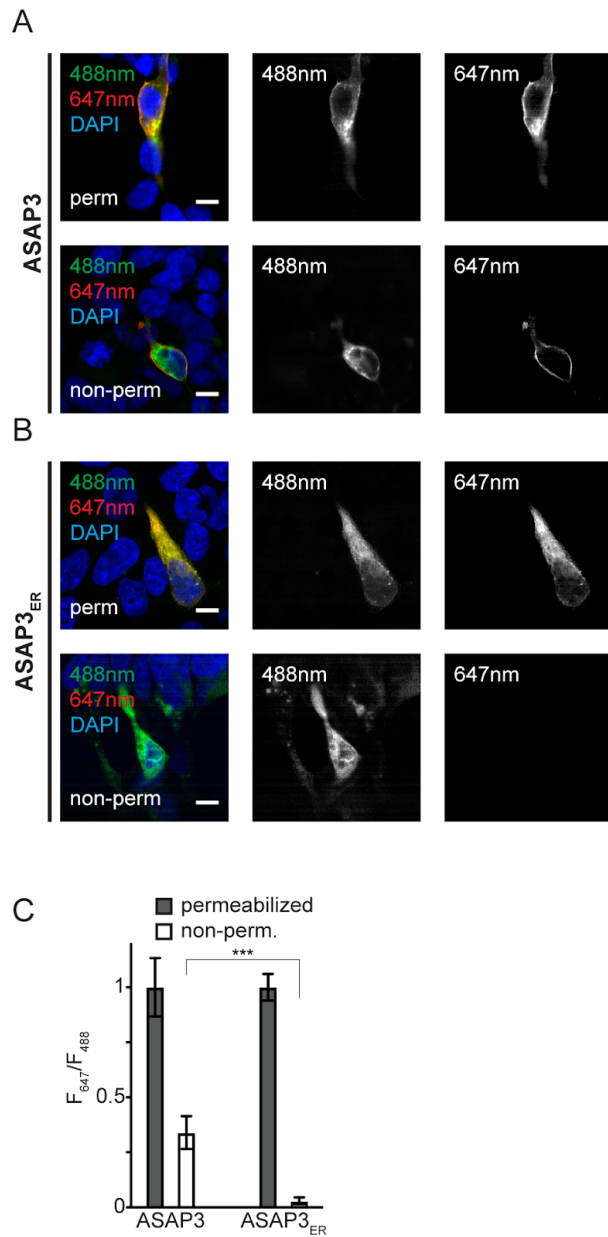 A
ASAP3
488nm
647nm
DAPI
perm
488nm
647nm
488nm
647nm
DAPI
non-perm
488nm
647nm
B
ASAP3ER
488nm
647nm
DAPI
perm
488nm
647nm
488nm
647nm
DAPI
non-perm
488nm
647nm
C
permeabilized
non-perm.
***
F647/F488
1
0.5
0
ASAP3
ASAP3ER